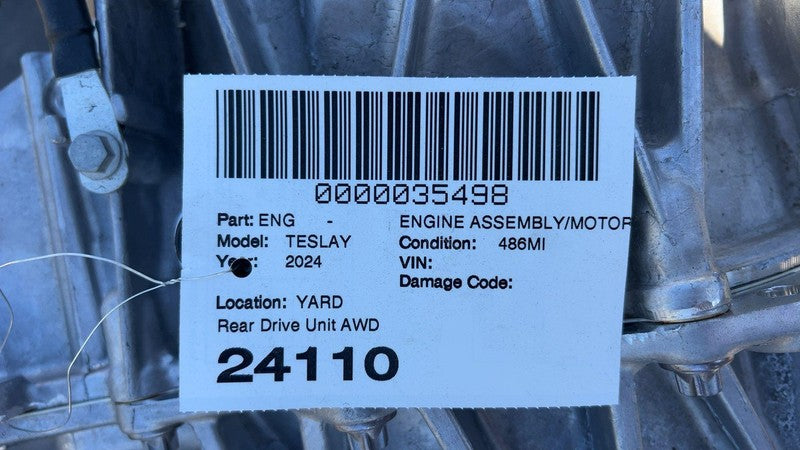 0000035498
Part: ENG - ENGINE ASSEMBLY/MOTOR
Model: TESLAY Condition: 486MI
Year: 2024 VIN:
Damage Code:
Location: YARD
Rear Drive Unit AWD
24110